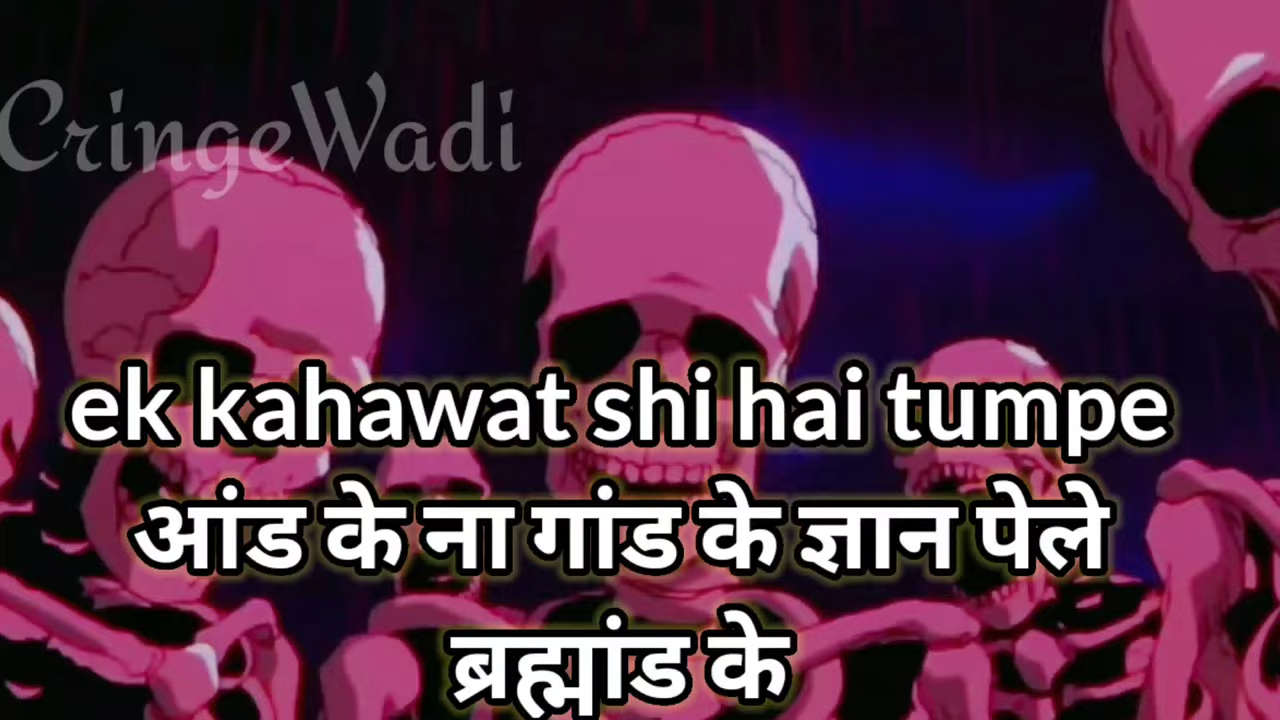 CringeWadi
ek kahawat shi hai tumpe
आंड के ना गांड के ज्ञान पेले
ब्रह्मांड के